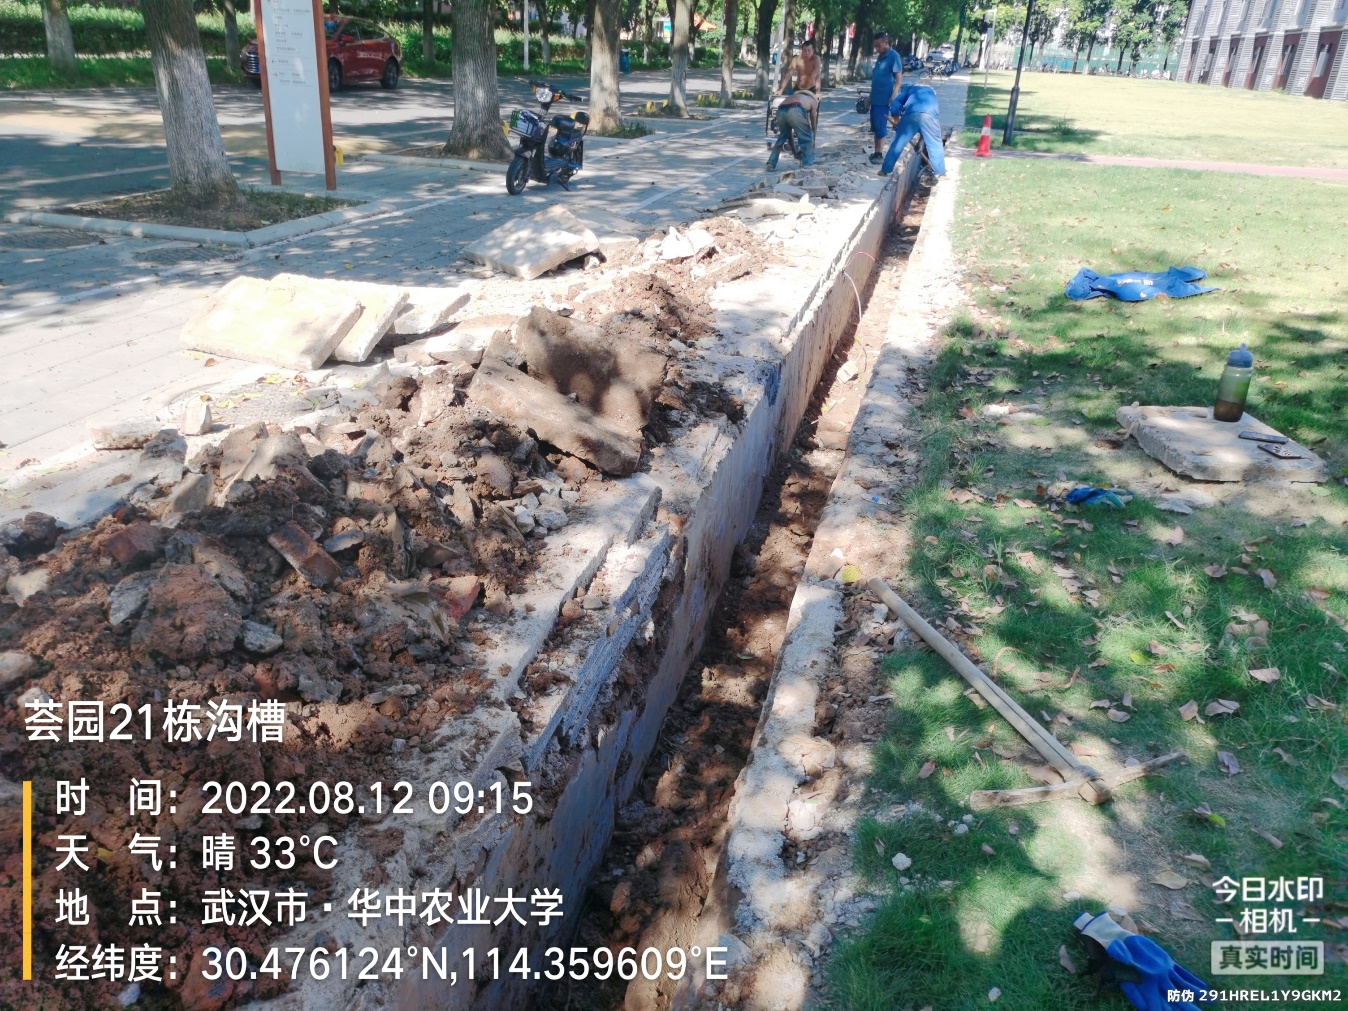 荟园21栋沟槽
时 间：2022.08.12 09:15
天 气：晴 33°C
地 点：武汉市·华中农业大学
经纬度：30.476124°N,114.359609°E
今日水印
-相机-
真实时间
防伪 291HREL1Y9GKM2